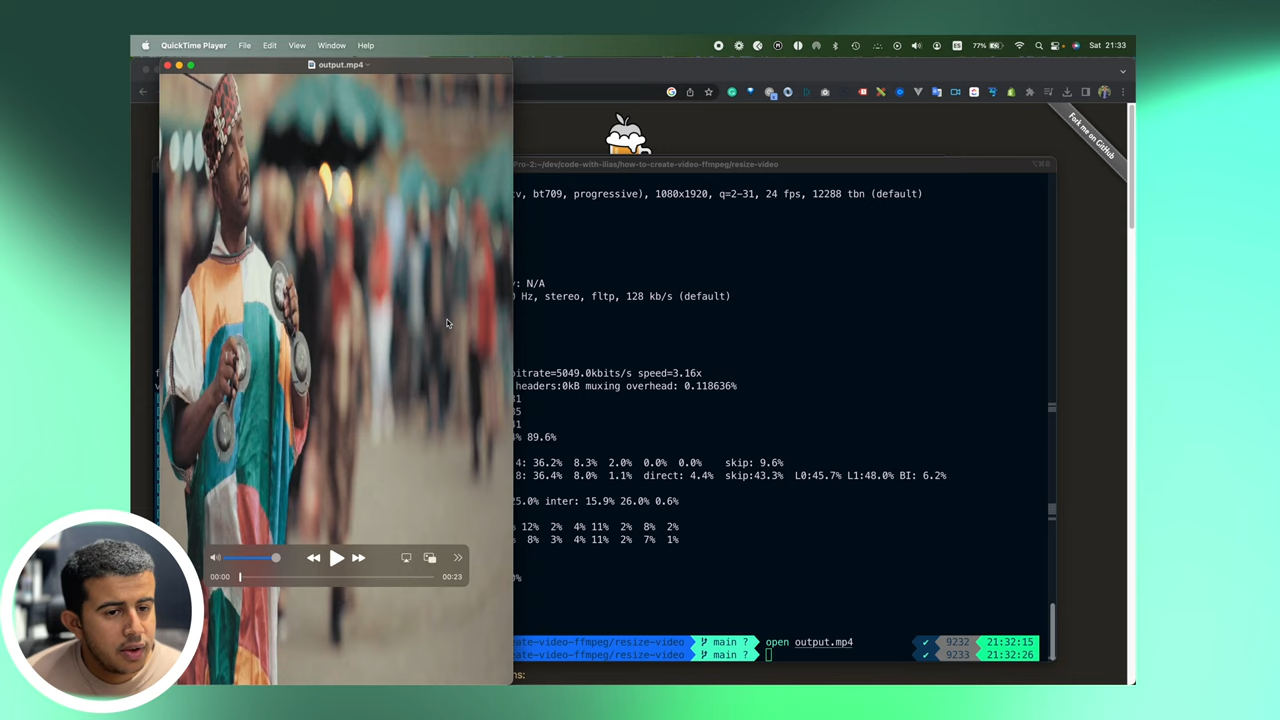 QuickTime Player File Edit View Window Help
77% Sat 21:33
output.mp4
Fork me on GitHub
Pro-2:~/dev/code-with-ilias/how-to-create-video-ffmpeg/resize-video
tv, bt709, progressive), 1080x1920, q=2-31, 24 fps, 12288 tbn (default)
: N/A
Hz, stereo, fltp, 128 kb/s (default)
bitrate=5049.0kbits/s speed=3.16x
headers:0kB muxing overhead: 0.118636%
31
35
41
% 89.6%
4: 36.2% 8.3% 2.0% 0.0% 0.0% skip: 9.6%
8: 36.4% 8.0% 1.1% direct: 4.4% skip:43.3% L0:45.7% L1:48.0% BI: 6.2%
25.0% inter: 15.9% 26.0% 0.6%
12% 2% 4% 11% 2% 8% 2%
8% 3% 4% 11% 2% 7% 1%
%
00:00 00:23
eate-video-ffmpeg/resize-video main ? open output.mp4 ✔ 9232 21:32:15
eate-video-ffmpeg/resize-video main ? ✔ 9233 21:32:26
ns: